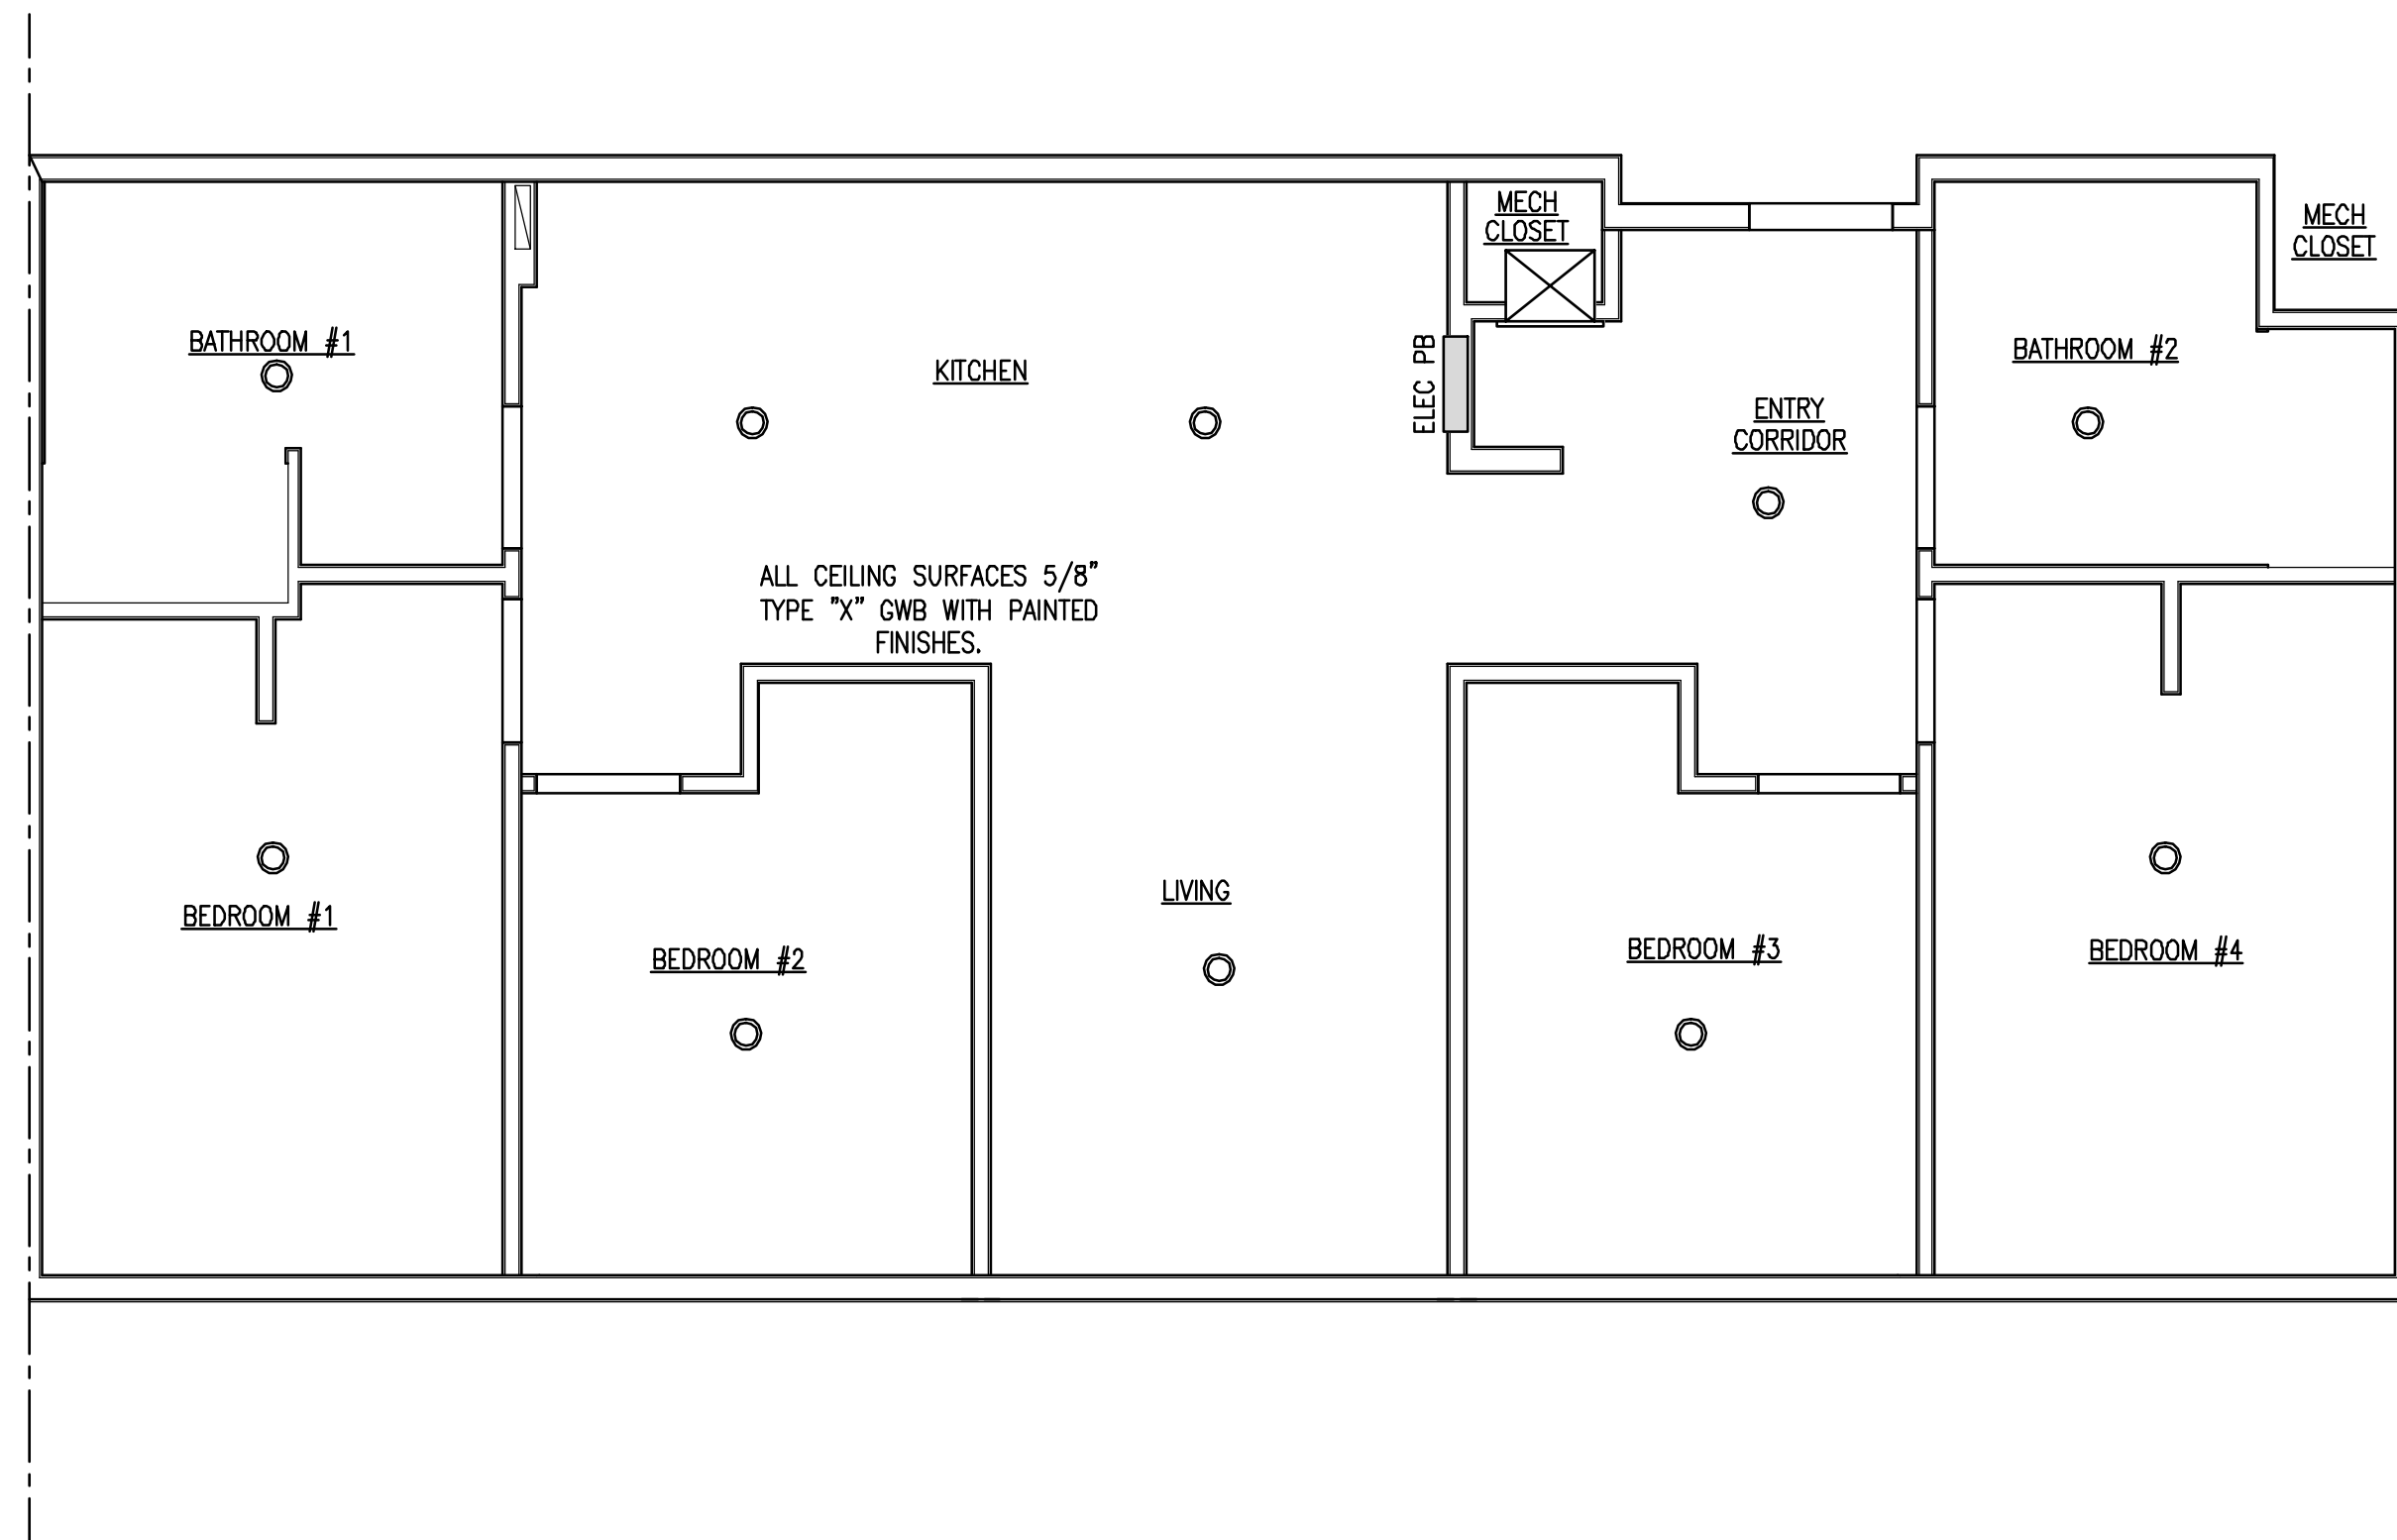 MECH
CLOSET
MECH
CLOSET
BATHROOM #1
KITCHEN
ELEC PB
BATHROOM #2
ENTRY
CORRIDOR
ALL CEILING SURFACES 5/8"
TYPE "X" GWB WITH PAINTED
FINISHES.
LIVING
BEDROOM #1
BEDROOM #2
BEDROOM #3
BEDROOM #4